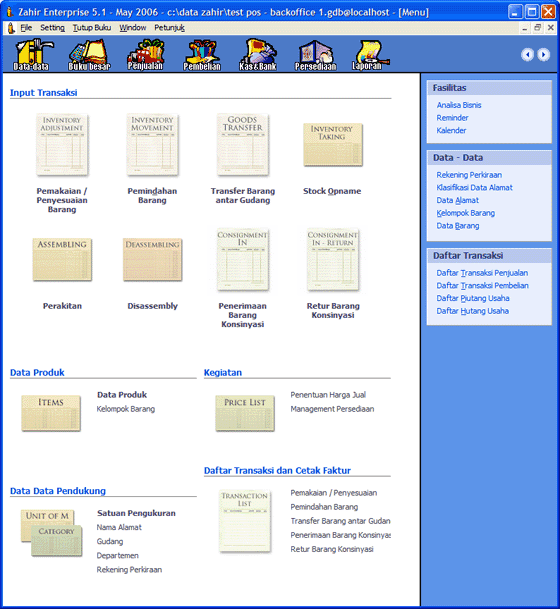 Zahir Enterprise 5.1 - May 2006 - c:\data zahir\test pos - backoffice 1.gdb@localhost - [Menu]
File Setting Tutup Buku Window Petunjuk
Data-data Buku besar Penjualan Pembelian Kas&Bank Persediaan Laporan
Input Transaksi
INVENTORY ADJUSTMENT
INVENTORY MOVEMENT
GOODS TRANSFER
INVENTORY TAKING
Pemakaian / Penyesuaian Barang
Pemindahan Barang
Transfer Barang antar Gudang
Stock Opname
ASSEMBLING
DEASSEMBLING
CONSIGNMENT IN
CONSIGNMENT IN - RETURN
Perakitan
Disassembly
Penerimaan Barang Konsinyasi
Retur Barang Konsinyasi
Data Produk
ITEMS
Data Produk
Kelompok Barang
Kegiatan
PRICE LIST
Penentuan Harga Jual
Management Persediaan
Data Data Pendukung
UNIT OF M
CATEGORY
Satuan Pengukuran
Nama Alamat
Gudang
Departemen
Rekening Perkiraan
Daftar Transaksi dan Cetak Faktur
TRANSACTION LIST
Pemakaian / Penyesuaian
Pemindahan Barang
Transfer Barang antar Gudan
Penerimaan Barang Konsinyas
Retur Barang Konsinyasi
Fasilitas
Analisa Bisnis
Reminder
Kalender
Data - Data
Rekening Perkiraan
Klasifikasi Data Alamat
Data Alamat
Kelompok Barang
Data Barang
Daftar Transaksi
Daftar Transaksi Penjualan
Daftar Transaksi Pembelian
Daftar Piutang Usaha
Daftar Hutang Usaha